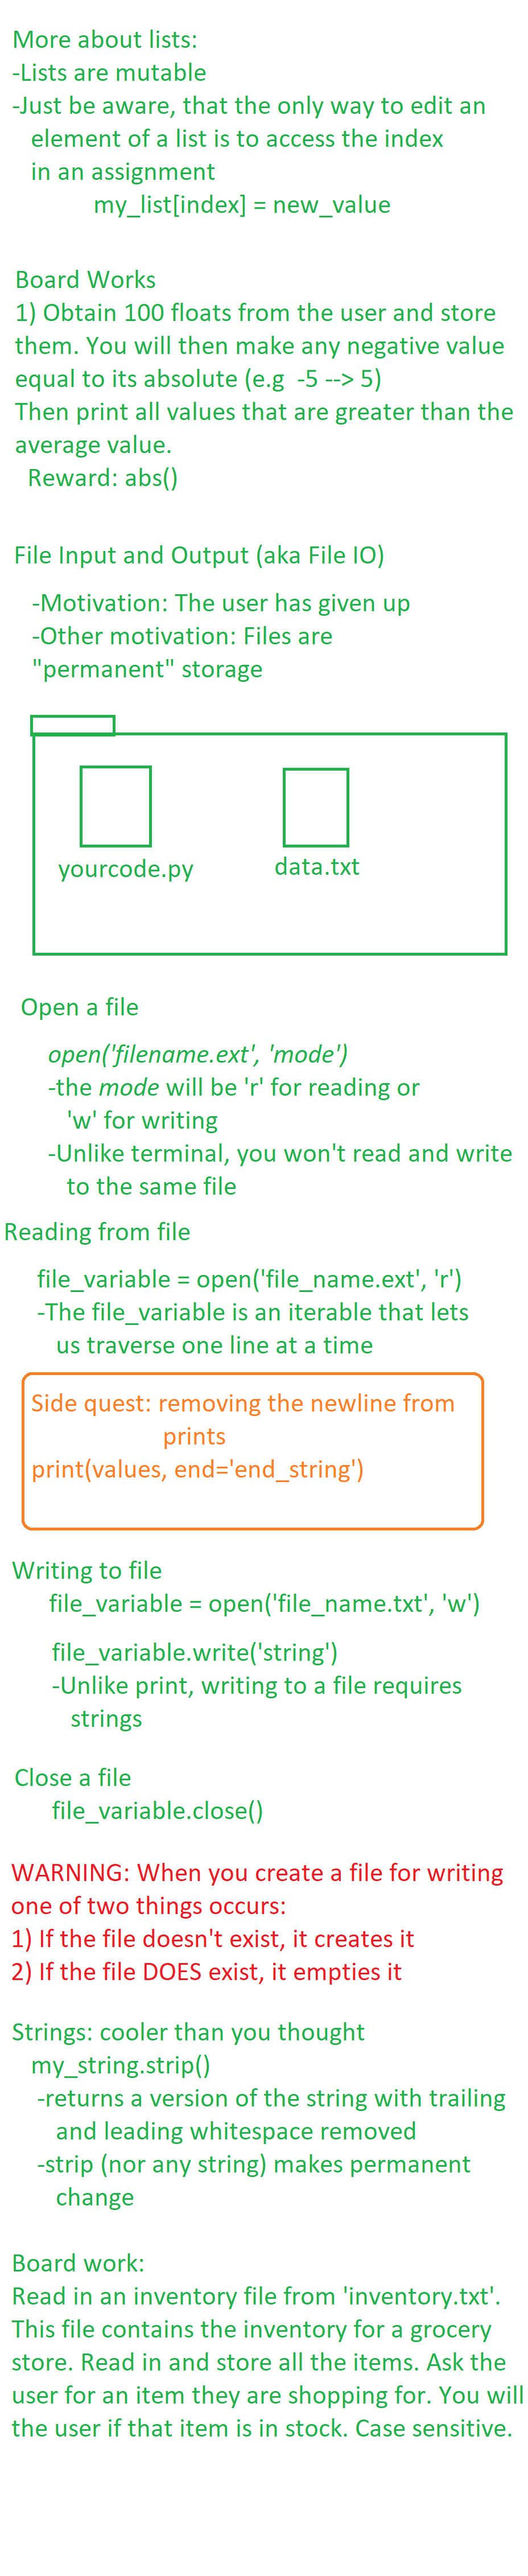 More about lists:
-Lists are mutable
-Just be aware, that the only way to edit an
element of a list is to access the index
in an assignment
my_list[index] = new_value
Board Works
1) Obtain 100 floats from the user and store
them. You will then make any negative value
equal to its absolute (e.g  -5 --> 5)
Then print all values that are greater than the
average value.
Reward: abs()
File Input and Output (aka File IO)
-Motivation: The user has given up
-Other motivation: Files are
"permanent" storage
yourcode.py
data.txt
Open a file
open('filename.ext', 'mode')
-the mode will be 'r' for reading or
'w' for writing
-Unlike terminal, you won't read and write
to the same file
Reading from file
file_variable = open('file_name.ext', 'r')
-The file_variable is an iterable that lets
us traverse one line at a time
Side quest: removing the newline from
prints
print(values, end='end_string')
Writing to file
file_variable = open('file_name.txt', 'w')
file_variable.write('string')
-Unlike print, writing to a file requires
strings
Close a file
file_variable.close()
WARNING: When you create a file for writing
one of two things occurs:
1) If the file doesn't exist, it creates it
2) If the file DOES exist, it empties it
Strings: cooler than you thought
my_string.strip()
-returns a version of the string with trailing
and leading whitespace removed
-strip (nor any string) makes permanent
change
Board work:
Read in an inventory file from 'inventory.txt'.
This file contains the inventory for a grocery
store. Read in and store all the items. Ask the
user for an item they are shopping for. You will
the user if that item is in stock. Case sensitive.